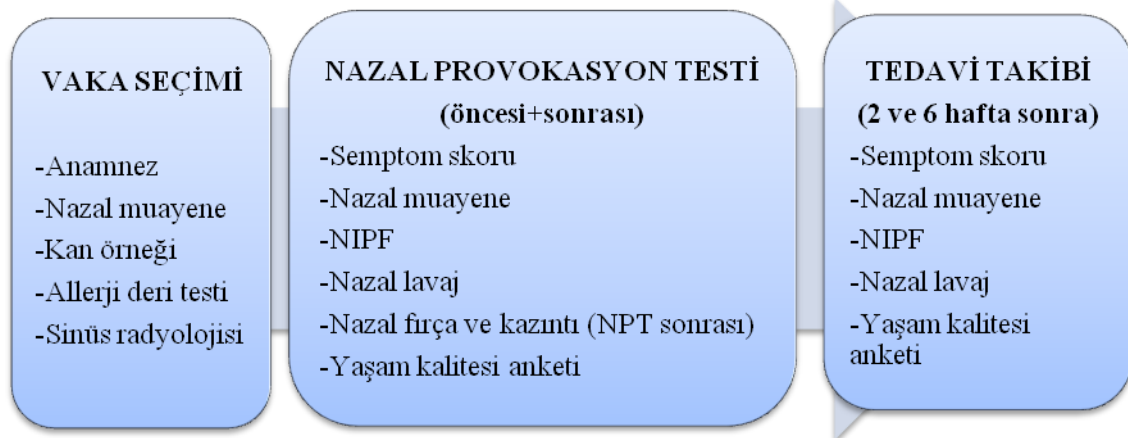 VAKA SEÇİMİ
-Anamnez
-Nazal muayene
-Kan örneği
-Allerji deri testi
-Sinüs radyolojisi
NAZAL PROVOKASYON TESTİ
(öncesi+sonrası)
-Semptom skoru
-Nazal muayene
-NIPF
-Nazal lavaj
-Nazal fırça ve kazıntı (NPT sonrası)
-Yaşam kalitesi anketi
TEDAVİ TAKİBİ
(2 ve 6 hafta sonra)
-Semptom skoru
-Nazal muayene
-NIPF
-Nazal lavaj
-Yaşam kalitesi
anketi